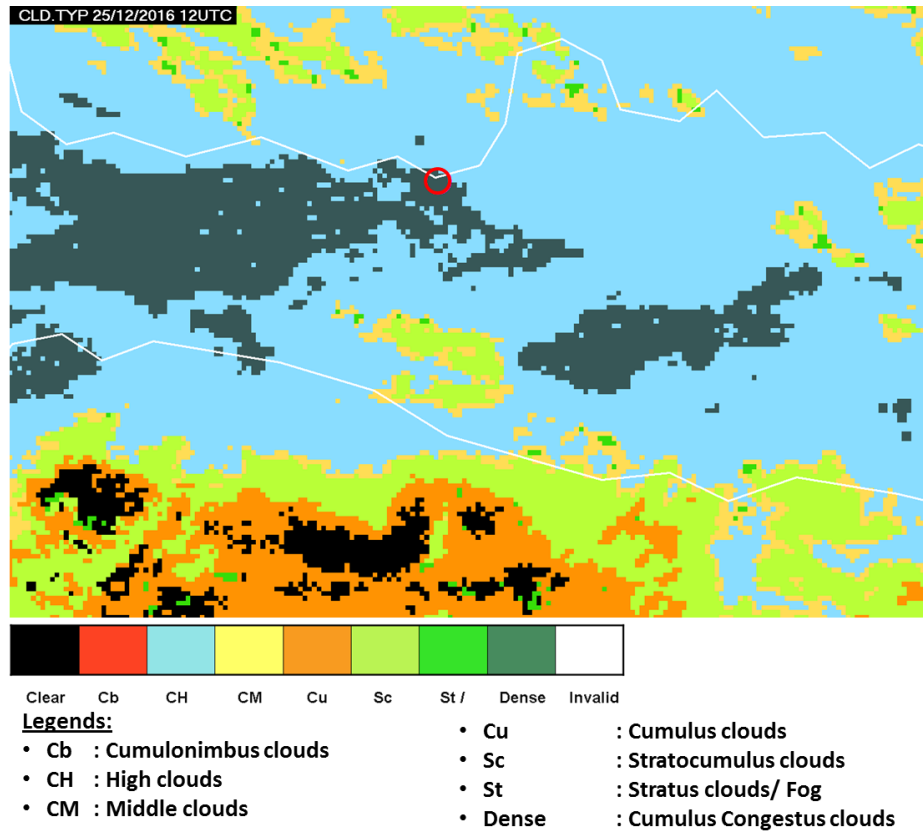 CLD.TYP 25/12/2016 12UTC
Clear Cb CH CM Cu Sc St / Dense Invalid
Legends:
• Cb : Cumulonimbus clouds
• CH : High clouds
• CM : Middle clouds
• Cu : Cumulus clouds
• Sc : Stratocumulus clouds
• St : Stratus clouds/ Fog
• Dense : Cumulus Congestus clouds